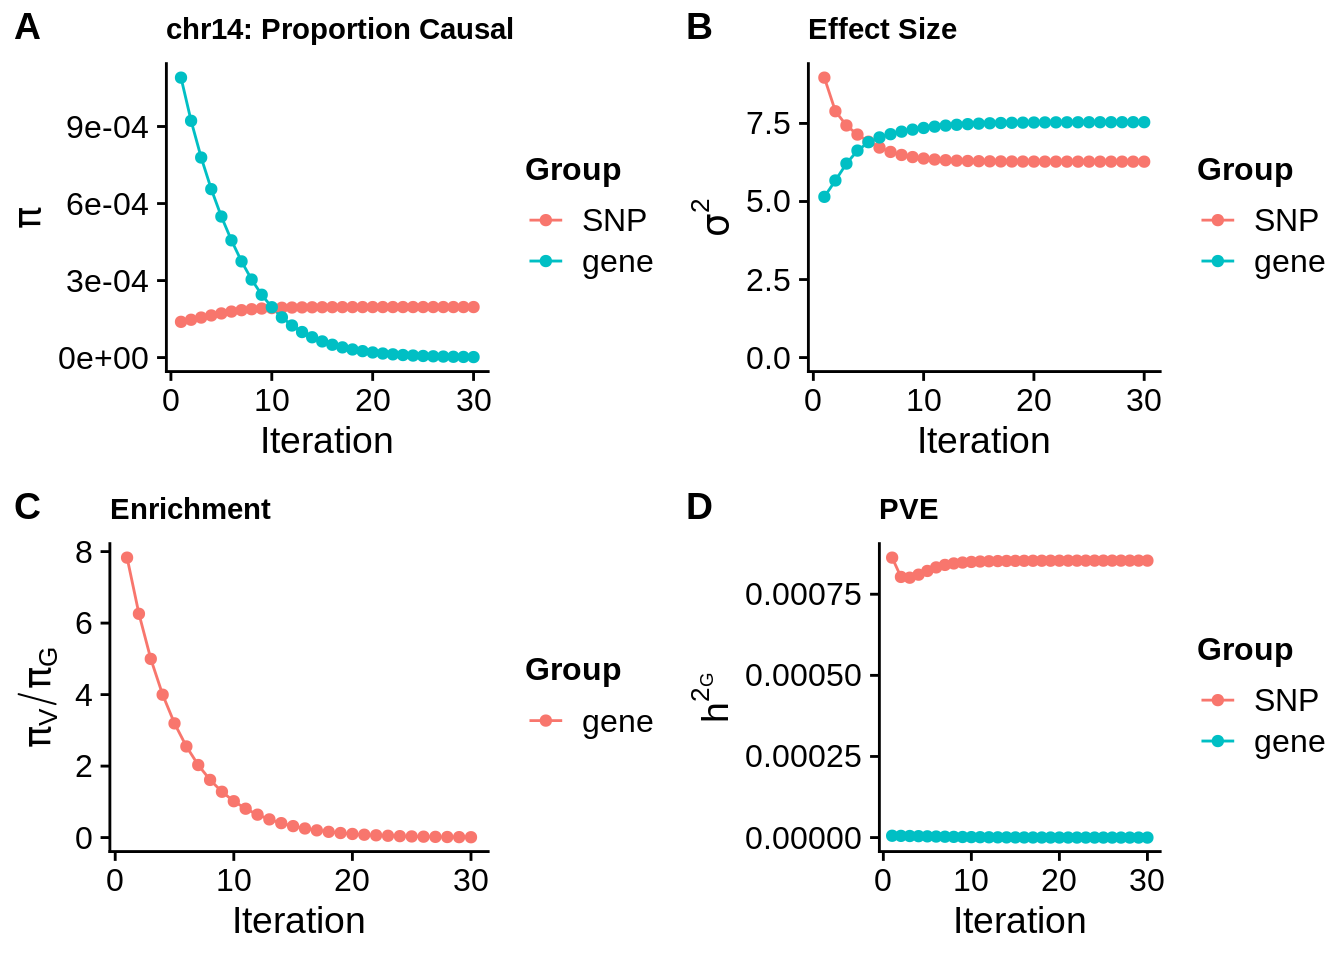 A
chr14: Proportion Causal
9e-04
6e-04
3e-04
0e+00
π
0 10 20 30
Iteration
Group
SNP
gene
B
Effect Size
7.5
5.0
2.5
0.0
σ²
0 10 20 30
Iteration
Group
SNP
gene
C
Enrichment
8
6
4
2
0
πV/πG
0 10 20 30
Iteration
Group
gene
D
PVE
0.00075
0.00050
0.00025
0.00000
h²G
0 10 20 30
Iteration
Group
SNP
gene